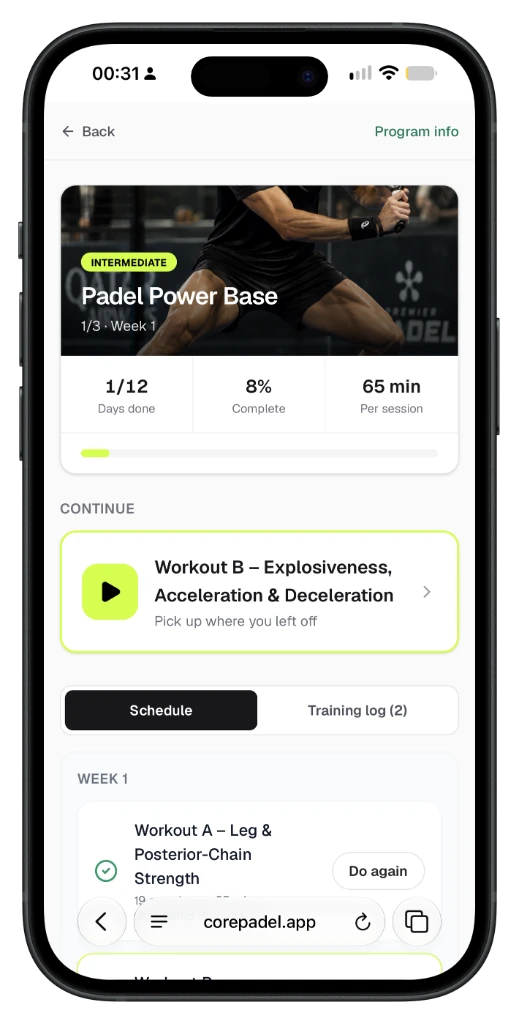 00:31
Back
Program info
INTERMEDIATE
Padel Power Base
1/3 · Week 1
1/12
Days done
8%
Complete
65 min
Per session
CONTINUE
Workout B – Explosiveness,
Acceleration & Deceleration
Pick up where you left off
Schedule
Training log (2)
WEEK 1
Workout A – Leg &
Posterior-Chain
Strength
Do again
corepadel.app